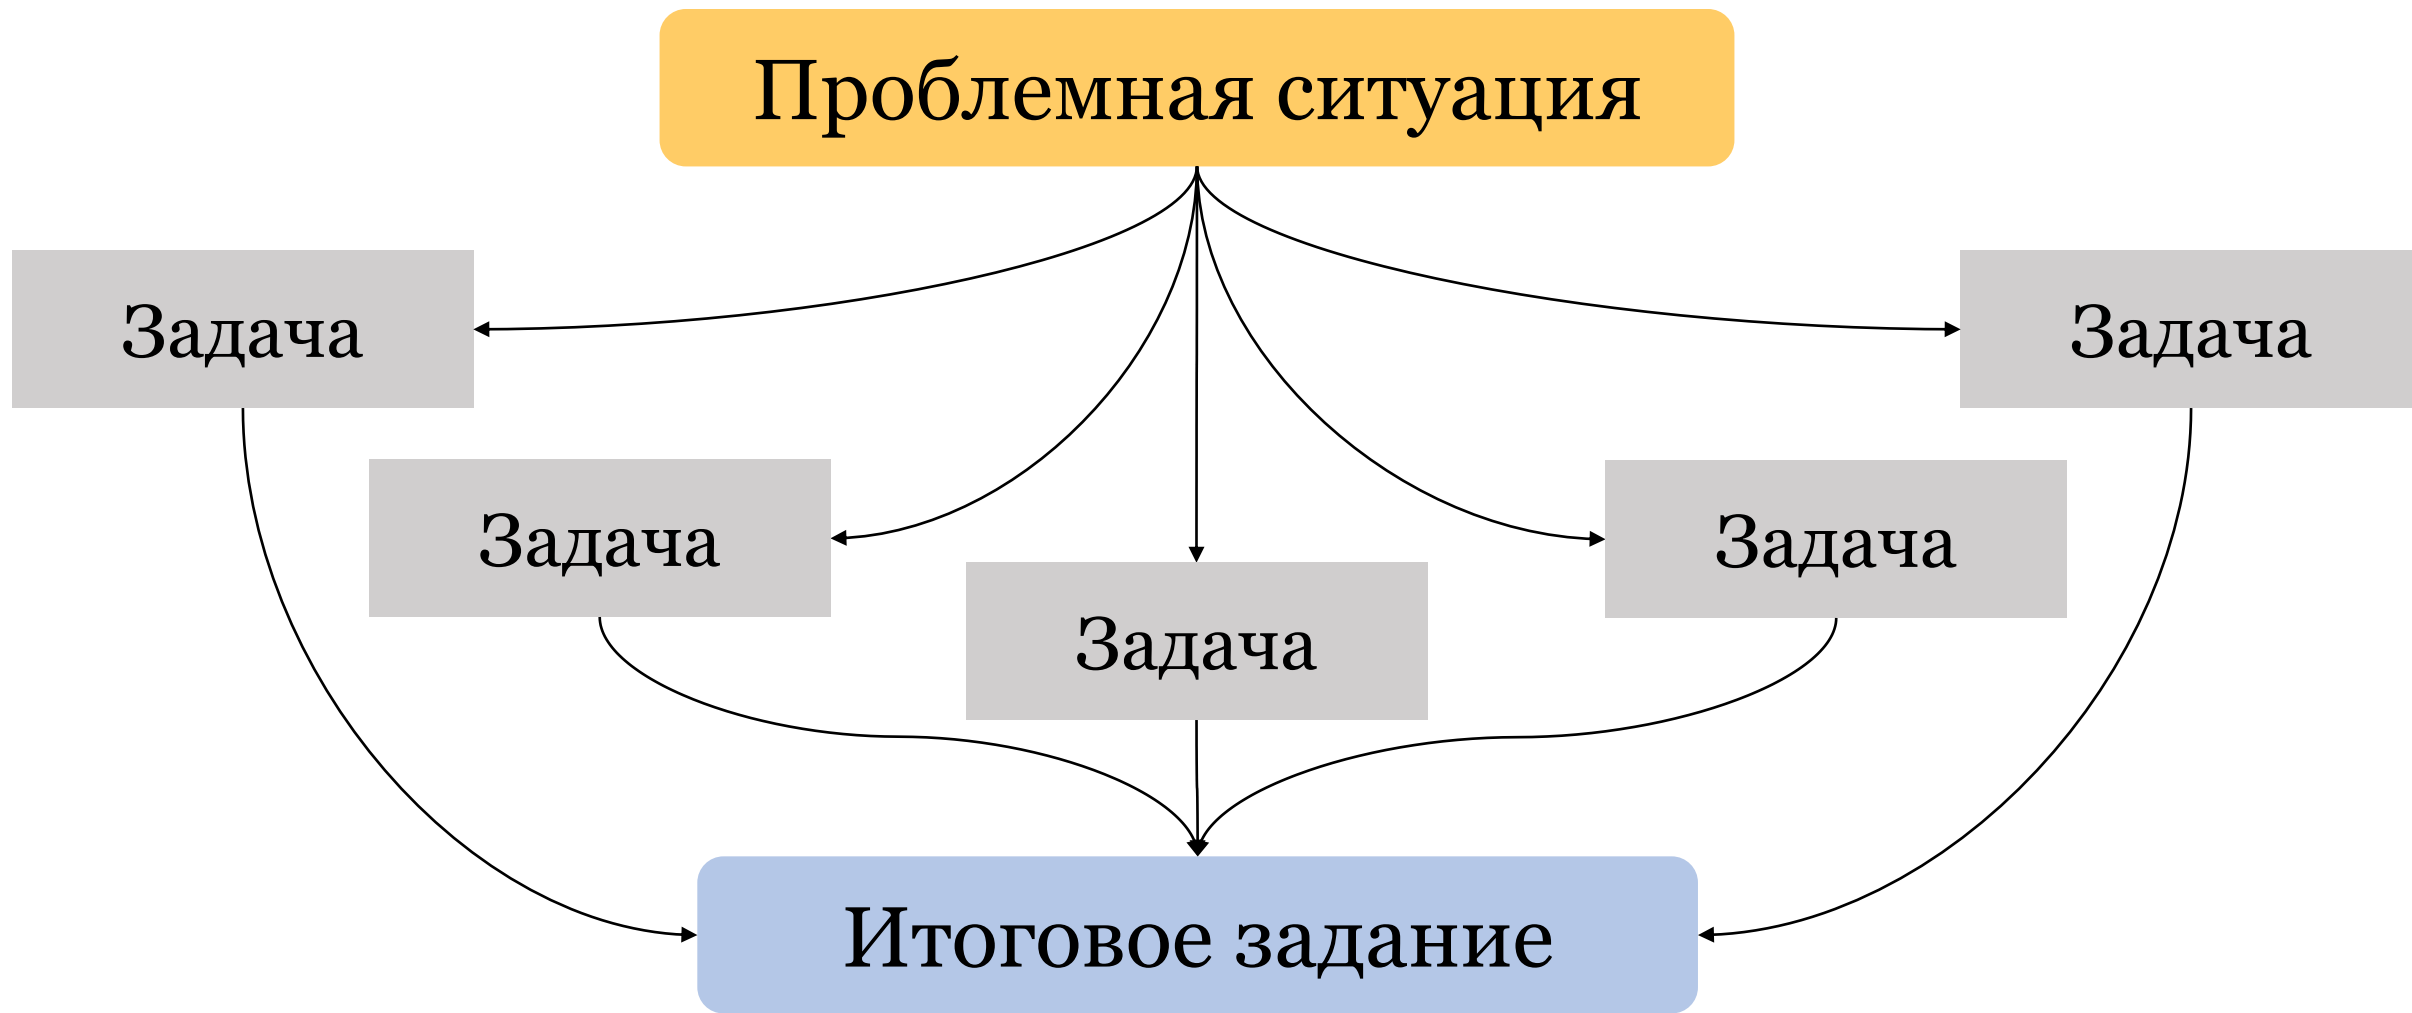 Проблемная ситуация
Задача
Задача
Задача
Задача
Задача
Итоговое задание